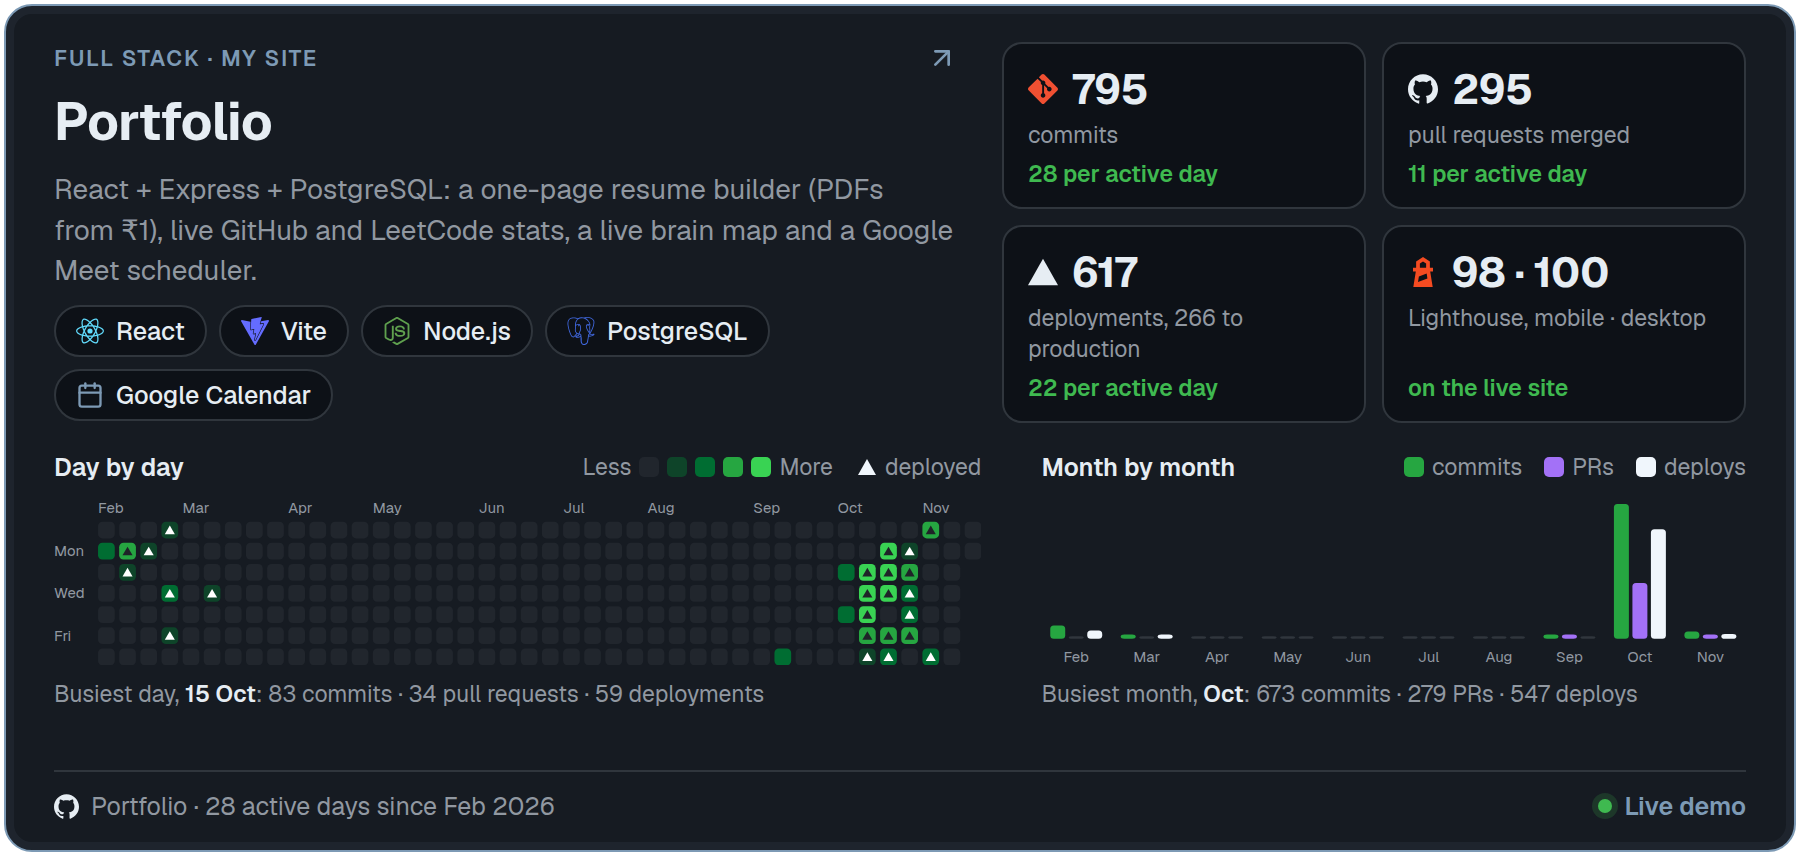 FULL STACK · MY SITE
Portfolio
React + Express + PostgreSQL: a one-page resume builder (PDFs
from ₹1), live GitHub and LeetCode stats, a live brain map and a Google
Meet scheduler.
React
Vite
Node.js
PostgreSQL
Google Calendar
795
commits
28 per active day
295
pull requests merged
11 per active day
617
deployments, 266 to
production
22 per active day
98 · 100
Lighthouse, mobile · desktop
on the live site
Day by day
Less
More
deployed
Feb Mar Apr May Jun Jul Aug Sep Oct Nov
Mon
Wed
Fri
Busiest day, 15 Oct: 83 commits · 34 pull requests · 59 deployments
Month by month
commits
PRs
deploys
Feb Mar Apr May Jun Jul Aug Sep Oct Nov
Busiest month, Oct: 673 commits · 279 PRs · 547 deploys
Portfolio · 28 active days since Feb 2026
Live demo